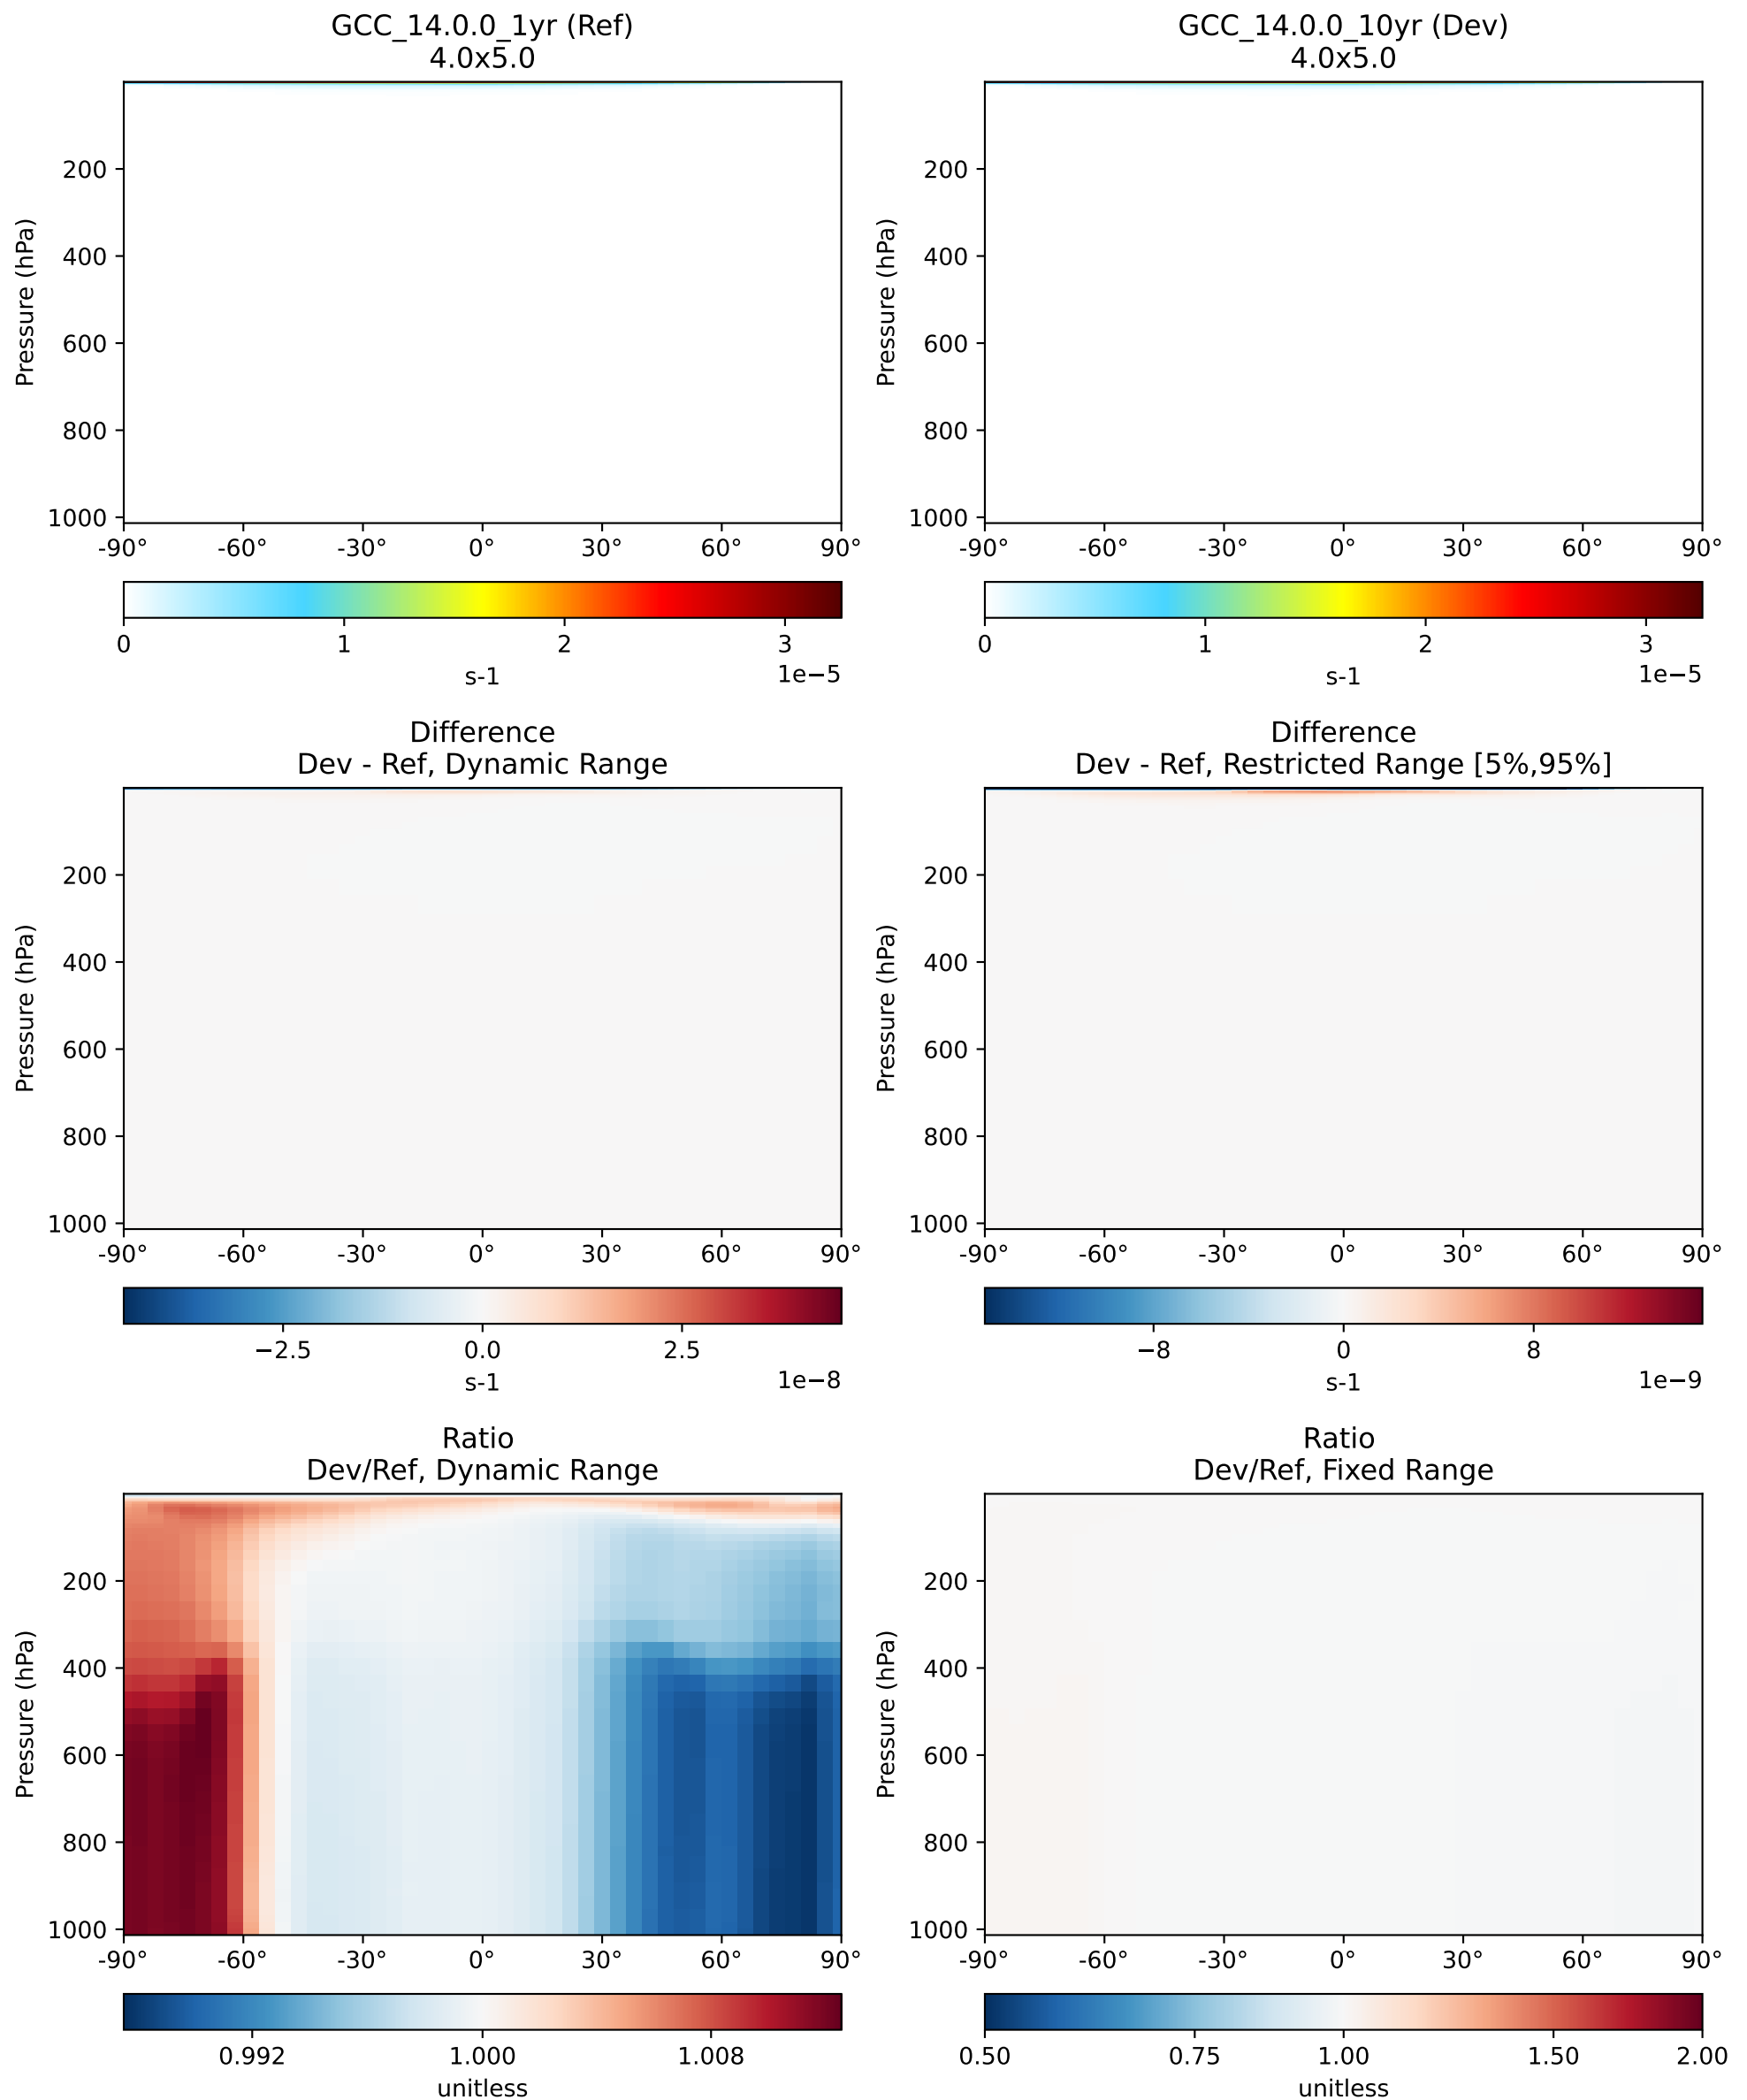 GCC_14.0.0_1yr (Ref)
4.0x5.0
Pressure (hPa)
200
400
600
800
1000
-90° -60° -30° 0° 30° 60° 90°
0 1 2 3
1e−5
s-1
GCC_14.0.0_10yr (Dev)
4.0x5.0
Pressure (hPa)
200
400
600
800
1000
-90° -60° -30° 0° 30° 60° 90°
0 1 2 3
1e−5
s-1
Difference
Dev - Ref, Dynamic Range
Pressure (hPa)
200
400
600
800
1000
-90° -60° -30° 0° 30° 60° 90°
−2.5 0.0 2.5
1e−8
s-1
Difference
Dev - Ref, Restricted Range [5%,95%]
Pressure (hPa)
200
400
600
800
1000
-90° -60° -30° 0° 30° 60° 90°
−8 0 8
1e−9
s-1
Ratio
Dev/Ref, Dynamic Range
Pressure (hPa)
200
400
600
800
1000
-90° -60° -30° 0° 30° 60° 90°
0.992 1.000 1.008
unitless
Ratio
Dev/Ref, Fixed Range
Pressure (hPa)
200
400
600
800
1000
-90° -60° -30° 0° 30° 60° 90°
0.50 0.75 1.00 1.50 2.00
unitless